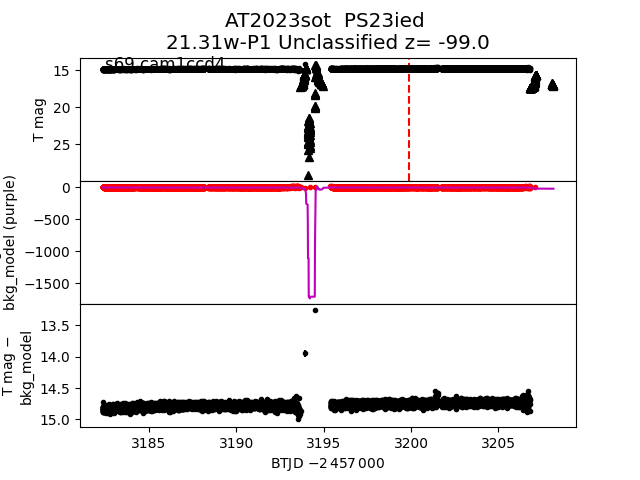 AT2023sot  PS23ied
21.31w-P1 Unclassified z= -99.0
s69 cam1ccd4
15
20
25
T mag
0
−500
−1000
−1500
bkg_model (purple)
13.5
14.0
14.5
15.0
T mag −
bkg_model
3185
3190
3195
3200
3205
BTJD −2 457 000